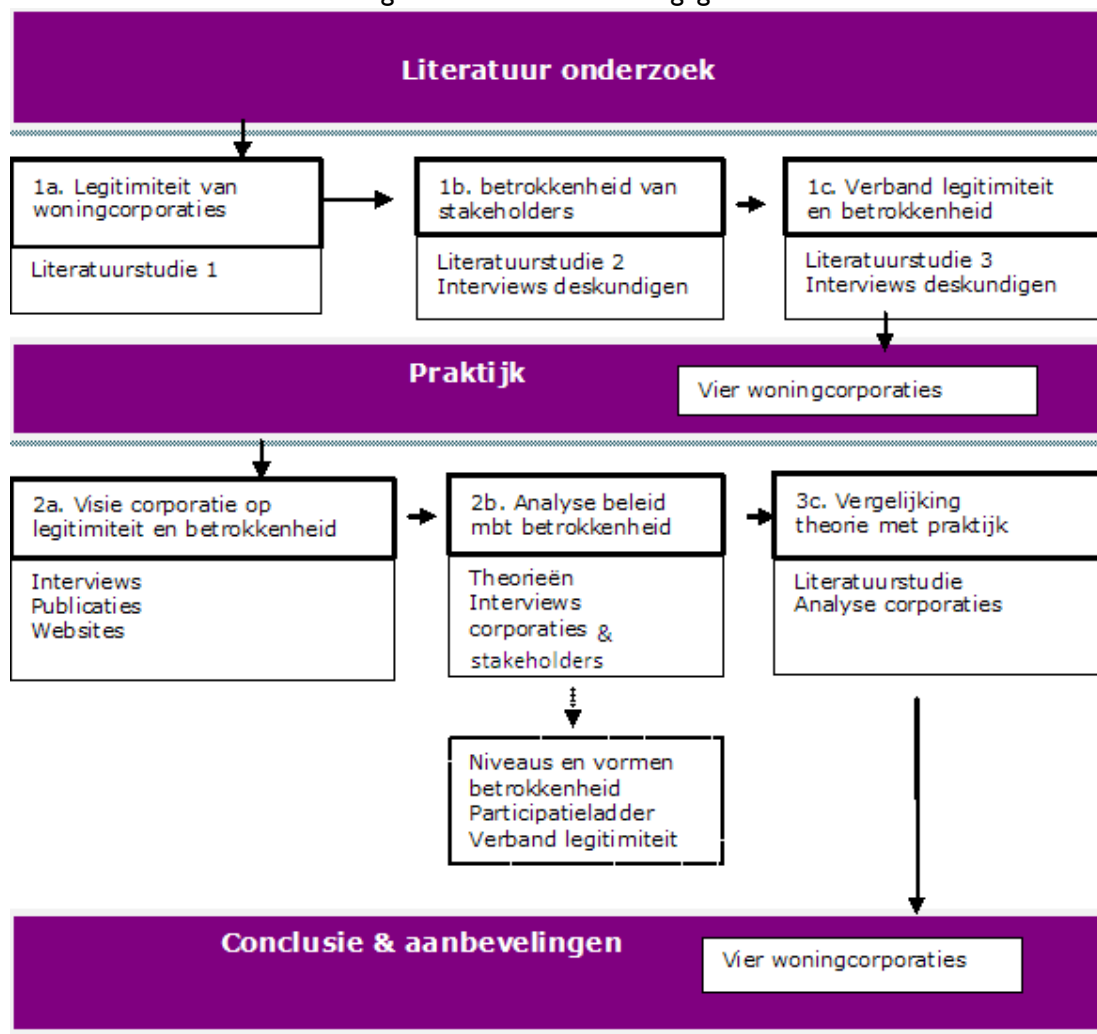 Literatuur onderzoek
1a. Legitimiteit van
woningcorporaties
Literatuurstudie 1
1b. betrokkenheid van
stakeholders
Literatuurstudie 2
Interviews deskundigen
1c. Verband legitimiteit
en betrokkenheid
Literatuurstudie 3
Interviews deskundigen
Praktijk
Vier woningcorporaties
2a. Visie corporatie op
legitimiteit en betrokkenheid
Interviews
Publicaties
Websites
2b. Analyse beleid
mbt betrokkenheid
Theorieën
Interviews
corporaties &
stakeholders
3c. Vergelijking
theorie met praktijk
Literatuurstudie
Analyse corporaties
Niveaus en vormen
betrokkenheid
Participatieladder
Verband legitimiteit
Conclusie & aanbevelingen
Vier woningcorporaties